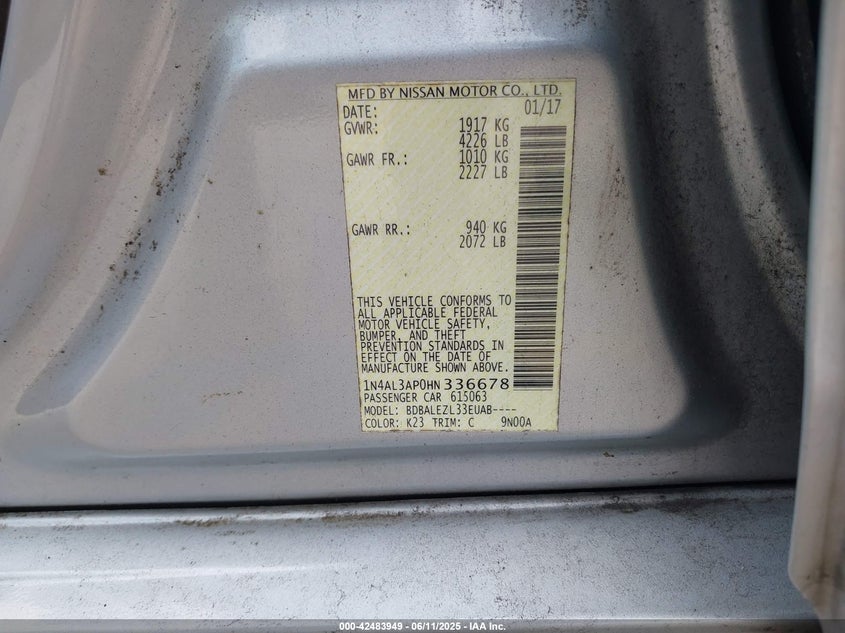 MFD BY NISSAN MOTOR CO., LTD.
DATE: 01/17
GVWR: 1917 KG
4226 LB
GAWR FR.: 1010 KG
2227 LB
GAWR RR.: 940 KG
2072 LB
THIS VEHICLE CONFORMS TO
ALL APPLICABLE FEDERAL
MOTOR VEHICLE SAFETY,
BUMPER, AND THEFT
PREVENTION STANDARDS IN
EFFECT ON THE DATE OF
MANUFACTURE SHOWN ABOVE.
1N4AL3AP0HN 336678
PASSENGER CAR 615063
MODEL: BDBALEZL33EUAB----
COLOR: K23 TRIM: C 9N00A
000-42483949 - 06/11/2025 - IAA Inc.